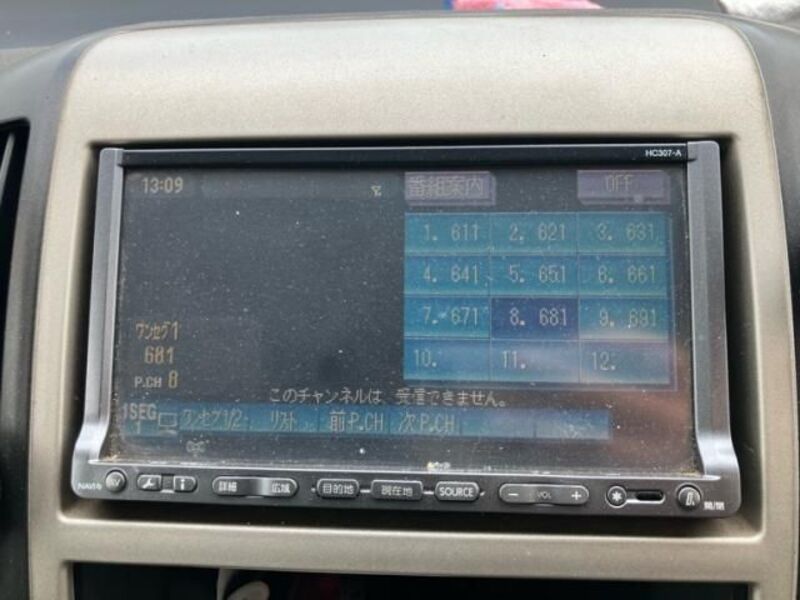 HC307-A
13:09 番組案内 OFF
1. 611 2. 621 3. 631
4. 641 5. 651 6. 661
7. 671 8. 681 9. 691
10. 11. 12.
ワンセグ1
681
P.CH 8
このチャンネルは 受信できません。
1SEG
1 ワンセグ1/2 リスト 前P.CH 次P.CH
NAVI AV i 詳細 広域 目的地 現在地 SOURCE − VOL + 開/閉